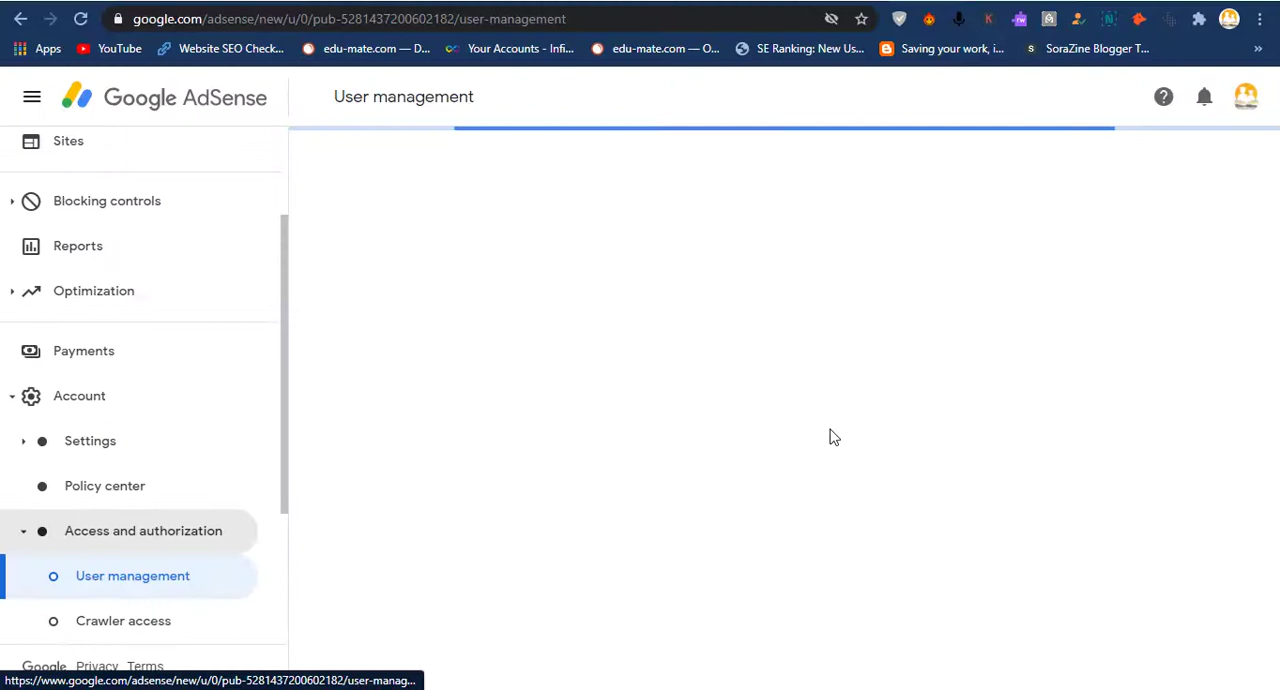 google.com/adsense/new/u/0/pub-5281437200602182/user-management
Apps YouTube Website SEO Check... edu-mate.com — D... Your Accounts - Infi... edu-mate.com — O... SE Ranking: New Us... Saving your work, i... SoraZine Blogger T... »
Google AdSense
User management
Sites
Blocking controls
Reports
Optimization
Payments
Account
Settings
Policy center
Access and authorization
User management
Crawler access
Google Privacy Terms
https://www.google.com/adsense/new/u/0/pub-5281437200602182/user-manag...